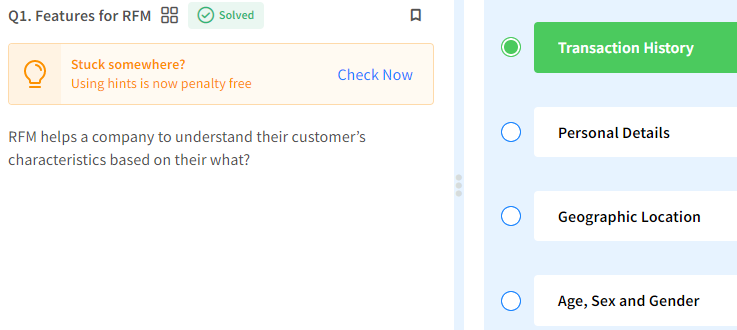 Q1. Features for RFM Solved
Stuck somewhere?
Using hints is now penalty free
Check Now
RFM helps a company to understand their customer’s
characteristics based on their what?
Transaction History
Personal Details
Geographic Location
Age, Sex and Gender